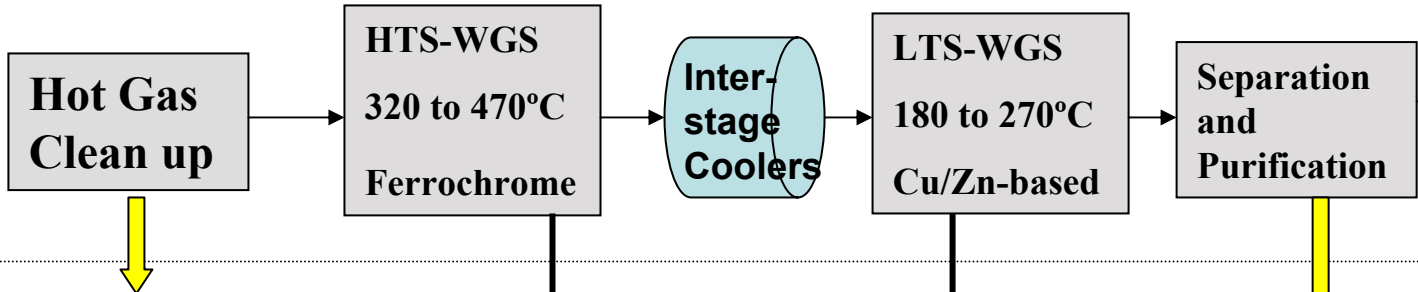 Hot Gas
Clean up
HTS-WGS
320 to 470ºC
Ferrochrome
Inter-
stage
Coolers
LTS-WGS
180 to 270ºC
Cu/Zn-based
Separation
and
Purification